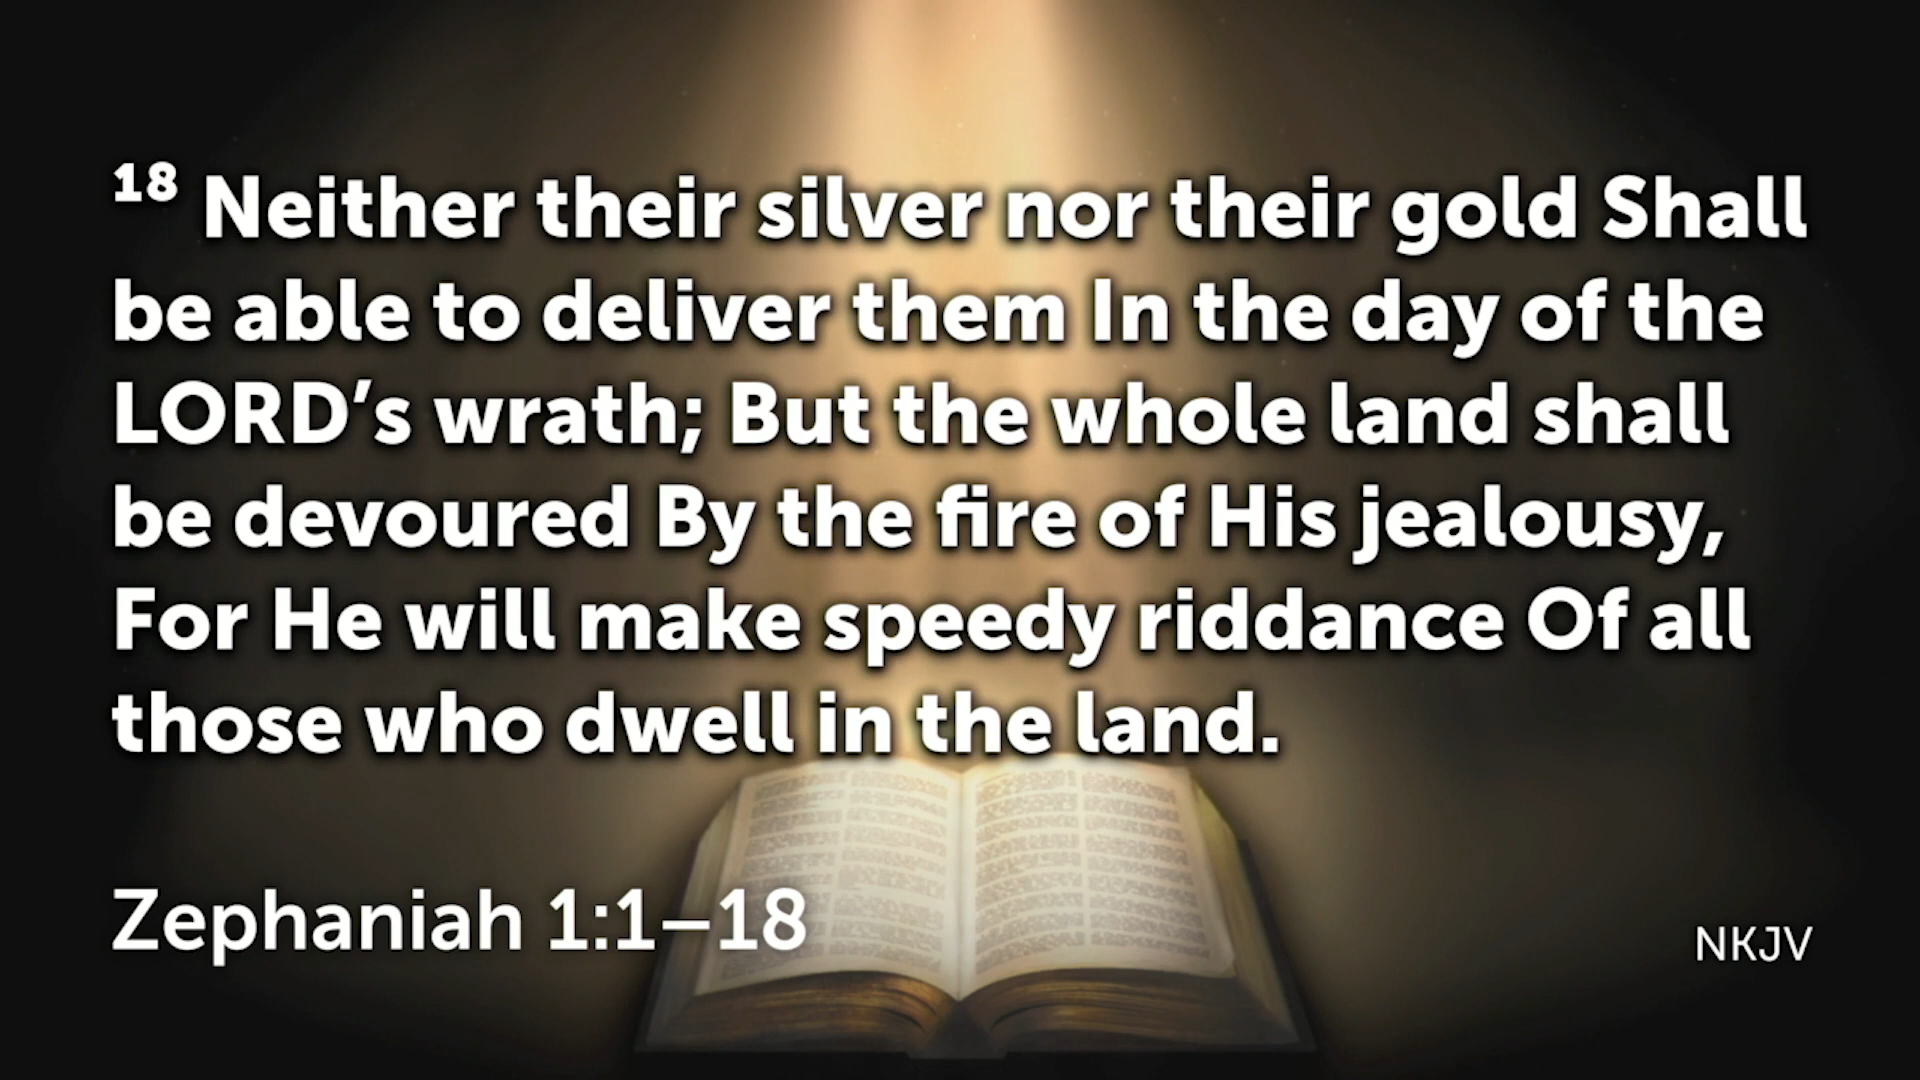 18 Neither their silver nor their gold Shall
be able to deliver them In the day of the
LORD’s wrath; But the whole land shall
be devoured By the fire of His jealousy,
For He will make speedy riddance Of all
those who dwell in the land.
Zephaniah 1:1–18
NKJV